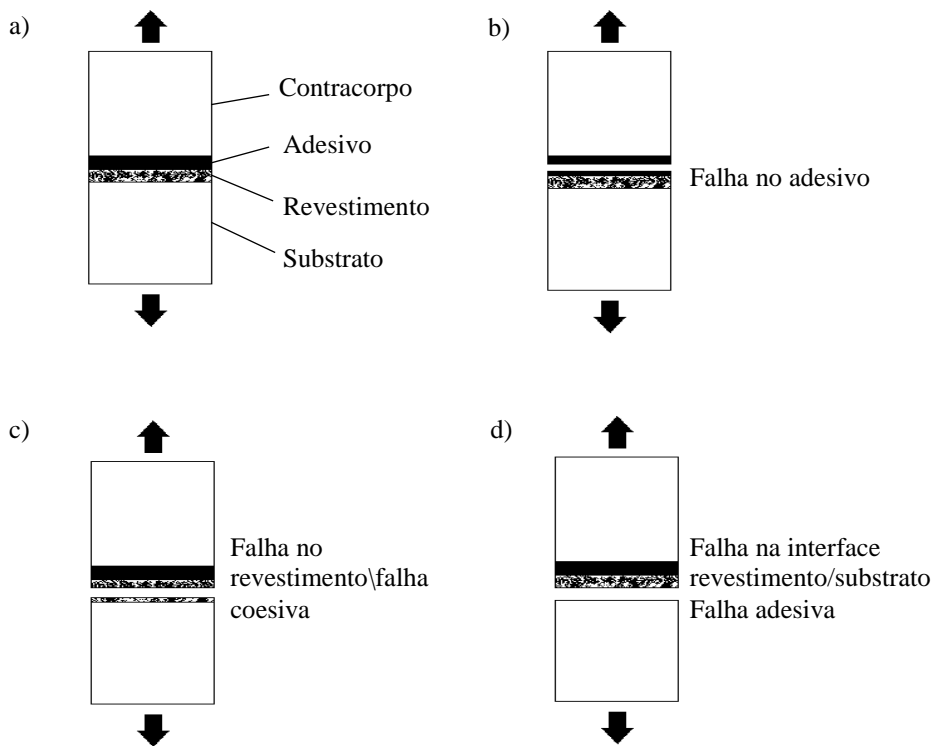 a)
Contracorpo
Adesivo
Revestimento
Substrato
b)
Falha no adesivo
c)
Falha no
revestimento\falha
coesiva
d)
Falha na interface
revestimento/substrato
Falha adesiva